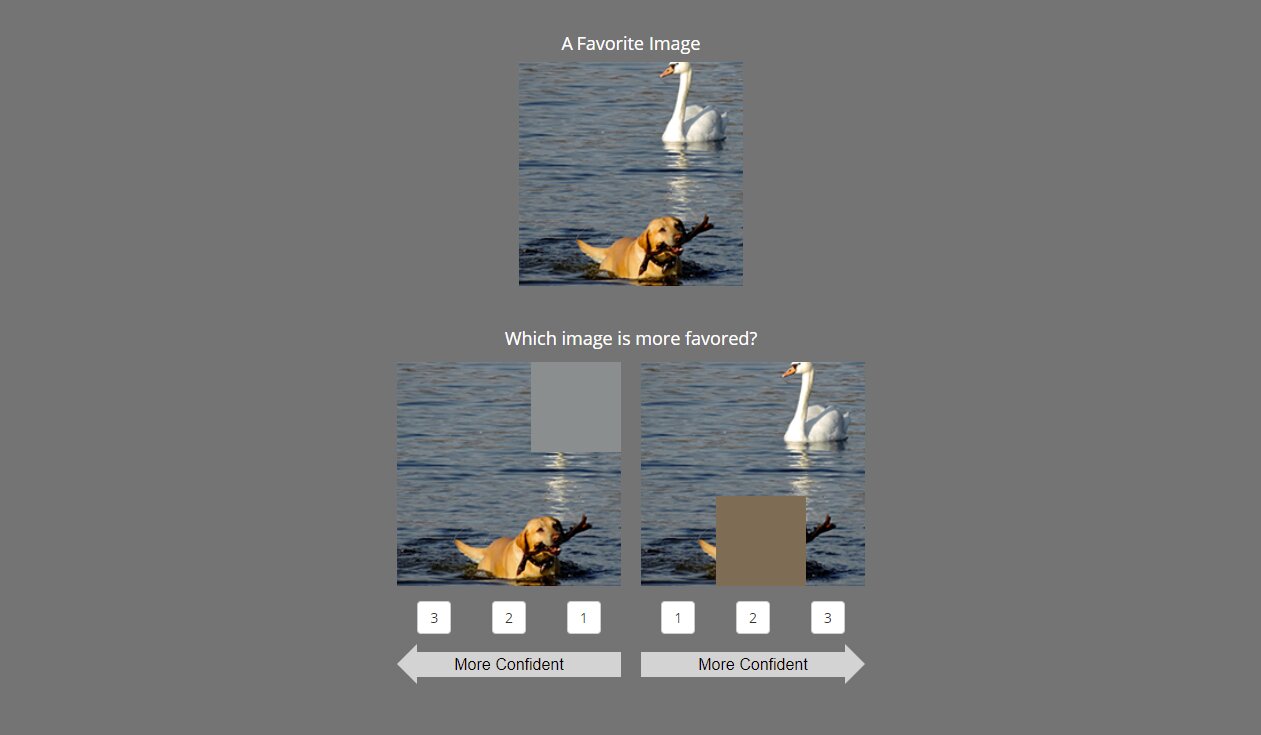 A Favorite Image
Which image is more favored?
3 2 1 1 2 3
More Confident More Confident